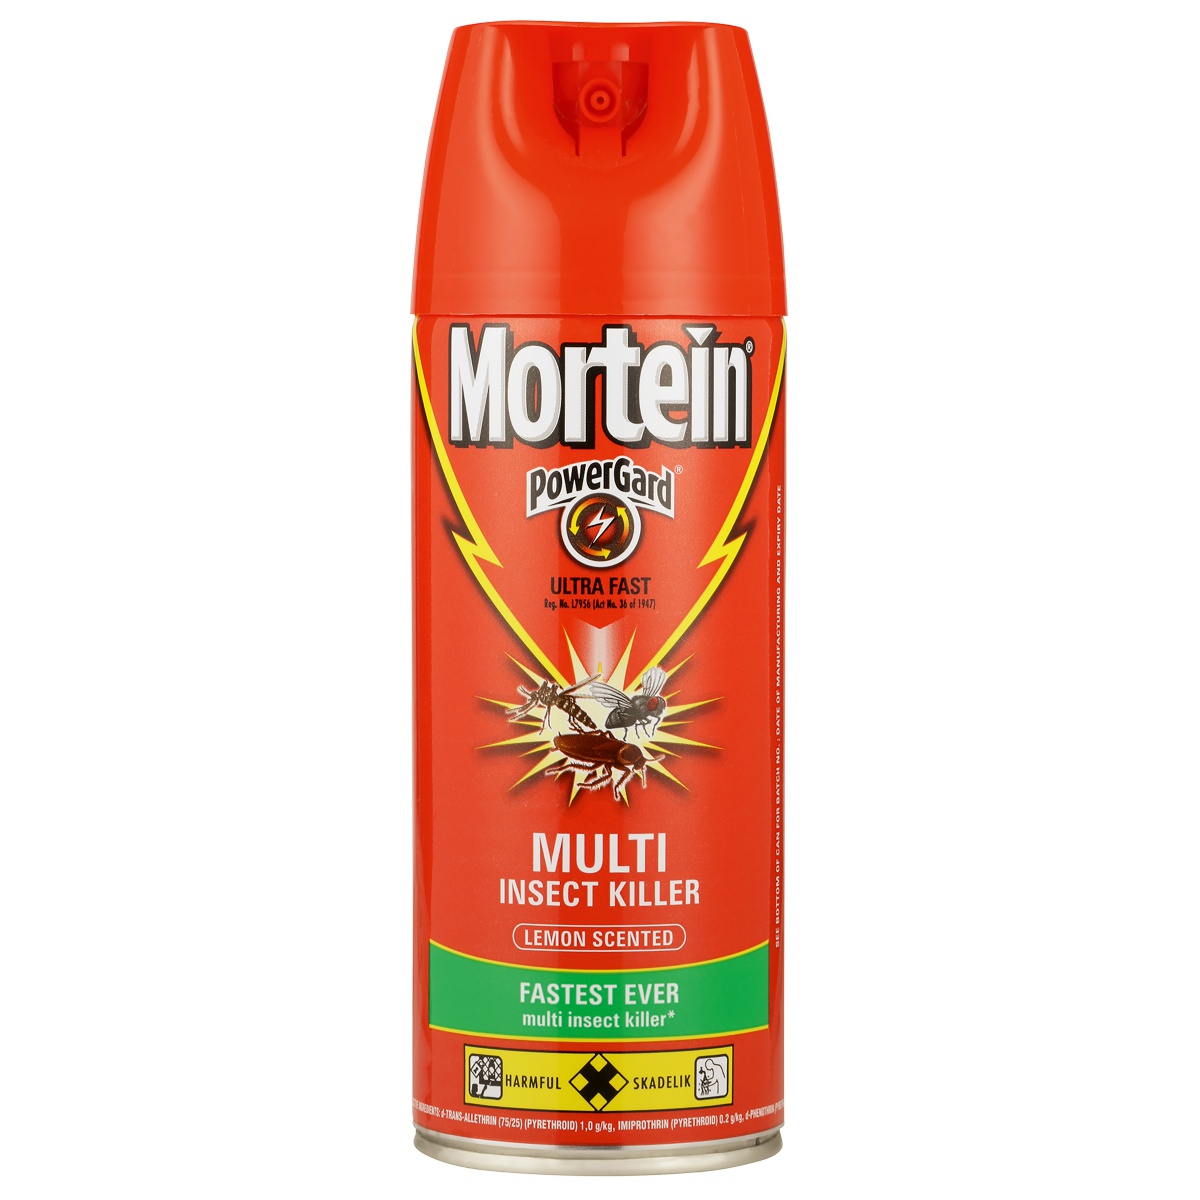 Mortein®
PowerGard®
ULTRA FAST
Reg. No. L7956 (Act No. 36 of 1947)
MULTI
INSECT KILLER
LEMON SCENTED
FASTEST EVER
multi insect killer*
HARMFUL SKADELIK
INGREDIENTS: d-TRANS-ALLETHRIN (75/25) (PYRETHROID) 1,0 g/kg, IMIPROTHRIN (PYRETHROID) 0.2 g/kg, d-PHENOTHRIN
SEE BOTTOM OF CAN FOR BATCH NO. : DATE OF MANUFACTURING AND EXPIRY DATE